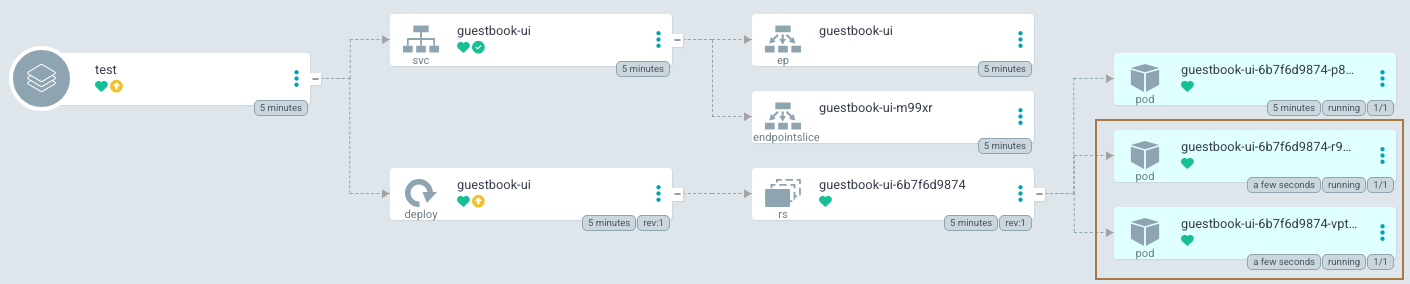 test
5 minutes
guestbook-ui
svc
5 minutes
guestbook-ui
deploy
5 minutes rev:1
guestbook-ui
ep
5 minutes
guestbook-ui-m99xr
endpointslice
5 minutes
guestbook-ui-6b7f6d9874
rs
5 minutes rev:1
guestbook-ui-6b7f6d9874-p8...
pod
5 minutes running 1/1
guestbook-ui-6b7f6d9874-r9...
pod
a few seconds running 1/1
guestbook-ui-6b7f6d9874-vpt...
pod
a few seconds running 1/1